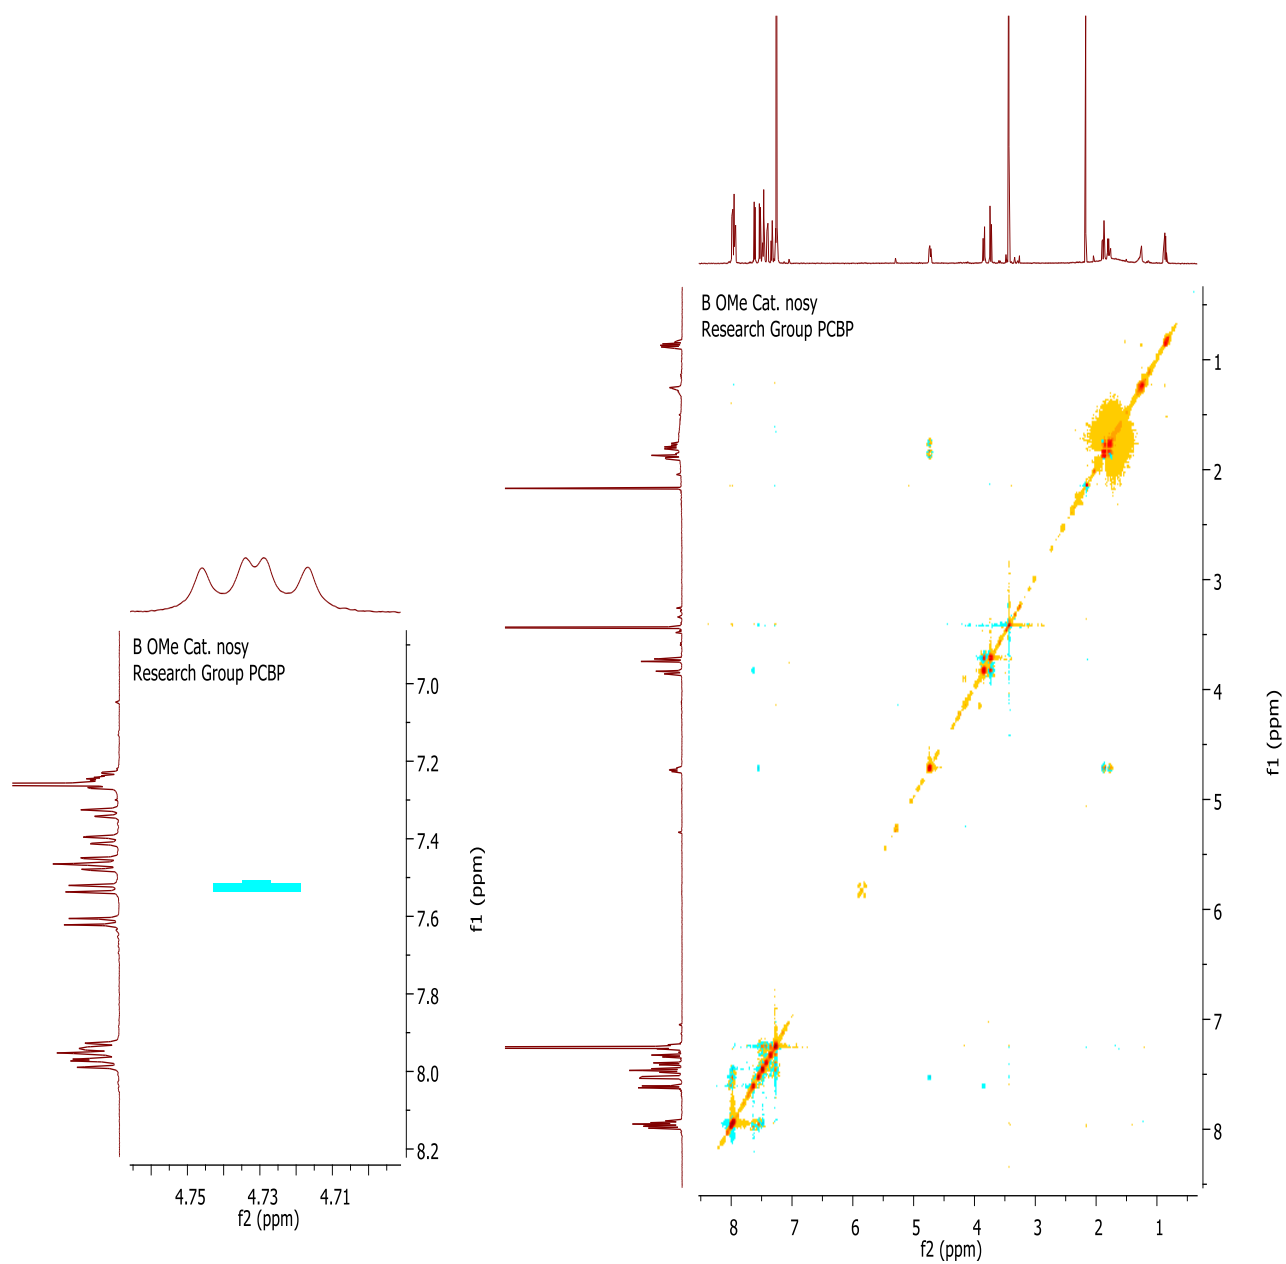 B OMe Cat. nosy
Research Group PCBP
1
2
3
4
5
6
7
8
f1 (ppm)
8 7 6 5 4 3 2 1
f2 (ppm)
B OMe Cat. nosy
Research Group PCBP
7.0
7.2
7.4
7.6
7.8
8.0
8.2
f1 (ppm)
4.75 4.73 4.71
f2 (ppm)